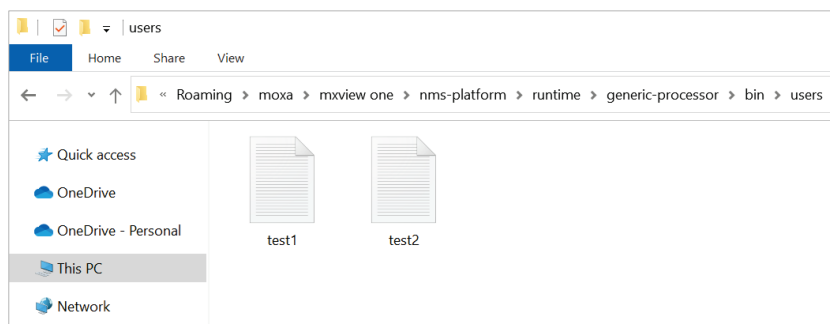 users
File Home Share View
« Roaming > moxa > mxview one > nms-platform > runtime > generic-processor > bin > users
Quick access
OneDrive
OneDrive - Personal
This PC
Network
test1 test2